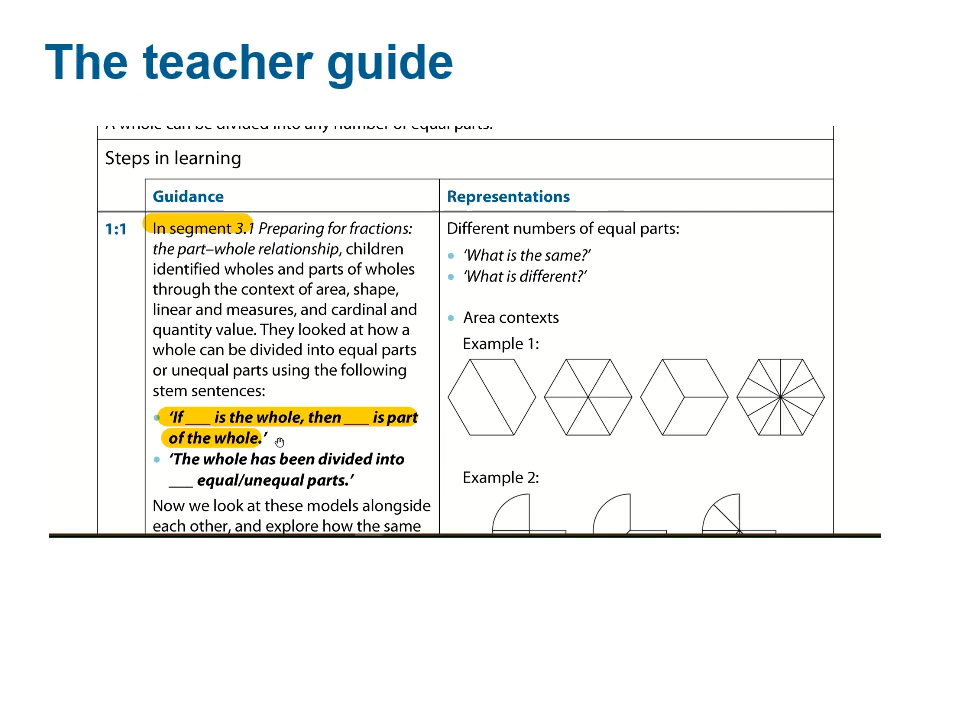 The teacher guide
A whole can be divided into any number of equal parts.
Steps in learning
Guidance
Representations
1:1
In segment 3.1 Preparing for fractions:
the part–whole relationship, children
identified wholes and parts of wholes
through the context of area, shape,
linear and measures, and cardinal and
quantity value. They looked at how a
whole can be divided into equal parts
or unequal parts using the following
stem sentences:
• ‘If ___ is the whole, then ___ is part
of the whole.’
• ‘The whole has been divided into
___ equal/unequal parts.’
Now we look at these models alongside
each other, and explore how the same
Different numbers of equal parts:
• ‘What is the same?’
• ‘What is different?’
• Area contexts
Example 1:
Example 2: